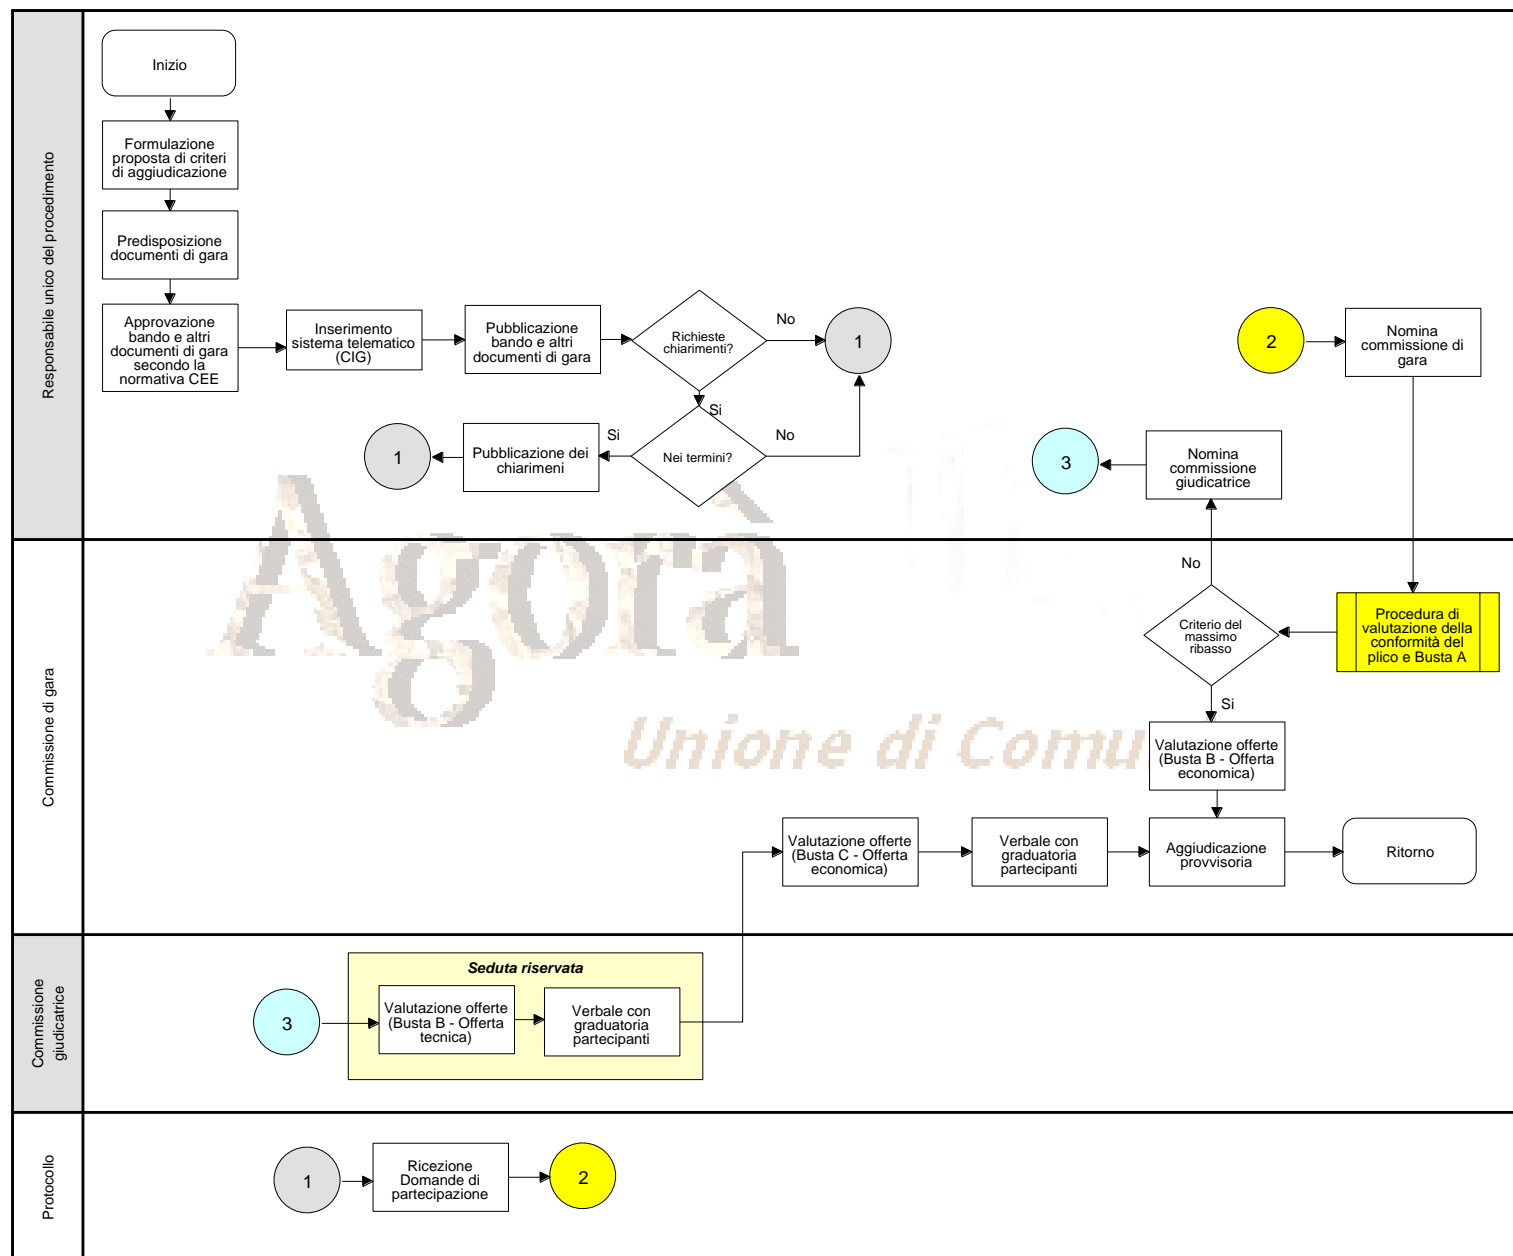 Responsabile unico del procedimento
Inizio
Formulazione
proposta di criteri
di aggiudicazione
Predisposizione
documenti di gara
Approvazione
bando e altri
documenti di gara
secondo la
normativa CEE
Inserimento
sistema telematico
(CIG)
Pubblicazione
bando e altri
documenti di gara
Richieste
chiarimenti?
No
1
Si
Nei termini?
No
Si
Pubblicazione dei
chiarimeni
1
2
Nomina
commissione di
gara
Nomina
commissione
giudicatrice
3
Commissione di gara
Agorà
Unione di Comu
No
Criterio del
massimo
ribasso
Procedura di
valutazione della
conformità del
plico e Busta A
Si
Valutazione offerte
(Busta B - Offerta
economica)
Valutazione offerte
(Busta C - Offerta
economica)
Verbale con
graduatoria
partecipanti
Aggiudicazione
provvisoria
Ritorno
Commissione
giudicatrice
Seduta riservata
3
Valutazione offerte
(Busta B - Offerta
tecnica)
Verbale con
graduatoria
partecipanti
Protocollo
1
Ricezione
Domande di
partecipazione
2